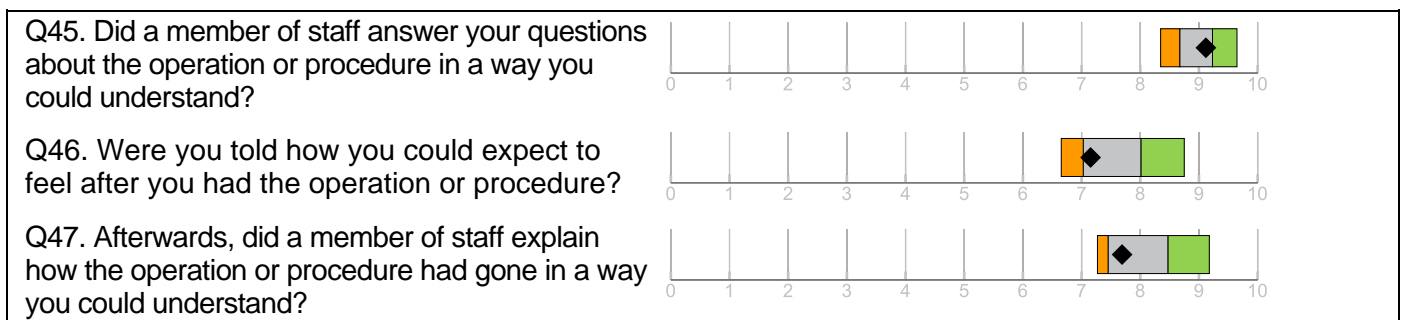 Q45. Did a member of staff answer your questions
about the operation or procedure in a way you
could understand?
0 1 2 3 4 5 6 7 8 9 10
Q46. Were you told how you could expect to
feel after you had the operation or procedure?
0 1 2 3 4 5 6 7 8 9 10
Q47. Afterwards, did a member of staff explain
how the operation or procedure had gone in a way
you could understand?
0 1 2 3 4 5 6 7 8 9 10